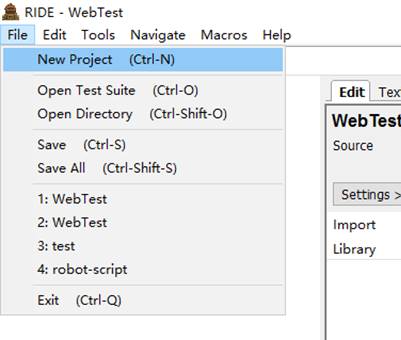 RIDE - WebTest
File Edit Tools Navigate Macros Help
New Project (Ctrl-N)
Open Test Suite (Ctrl-O)
Open Directory (Ctrl-Shift-O)
Save (Ctrl-S)
Save All (Ctrl-Shift-S)
1: WebTest
2: WebTest
3: test
4: robot-script
Exit (Ctrl-Q)
Edit Text
WebTest
Source
Settings >
Import
Library